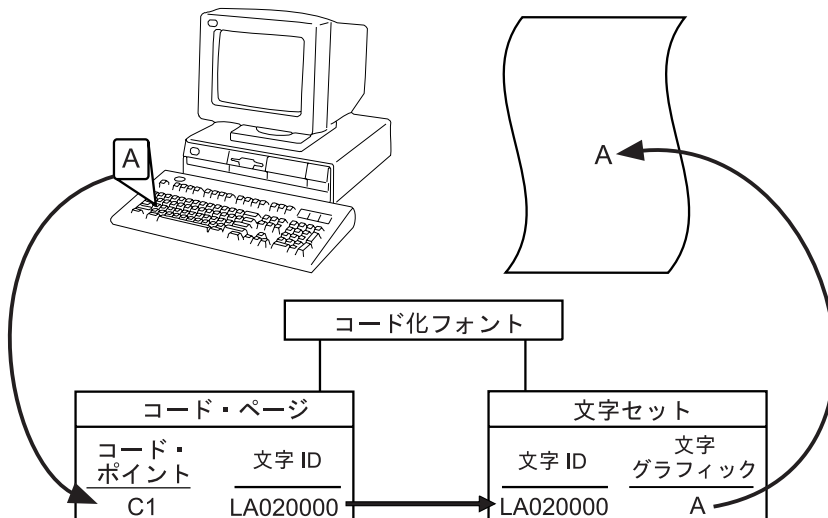 A
A
コード化フォント
コード・ページ
コード・
ポイント
文字 ID
C1
LA020000
文字セット
文字 ID
文字
グラフィック
LA020000
A